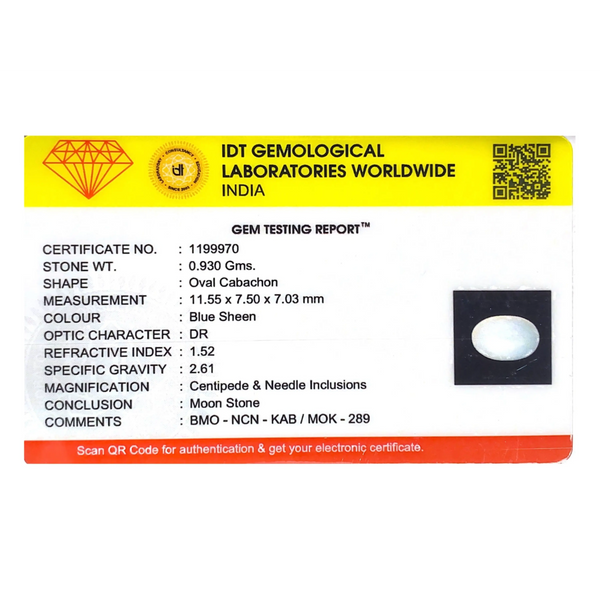 IDT GEMOLOGICAL
LABORATORIES WORLDWIDE
INDIA
GEM TESTING REPORT™
CERTIFICATE NO. : 1199970
STONE WT. : 0.930 Gms.
SHAPE : Oval Cabachon
MEASUREMENT : 11.55 x 7.50 x 7.03 mm
COLOUR : Blue Sheen
OPTIC CHARACTER : DR
REFRACTIVE INDEX : 1.52
SPECIFIC GRAVITY : 2.61
MAGNIFICATION : Centipede & Needle Inclusions
CONCLUSION : Moon Stone
COMMENTS : BMO - NCN - KAB / MOK - 289
Scan QR Code for authentication & get your electronic certificate.